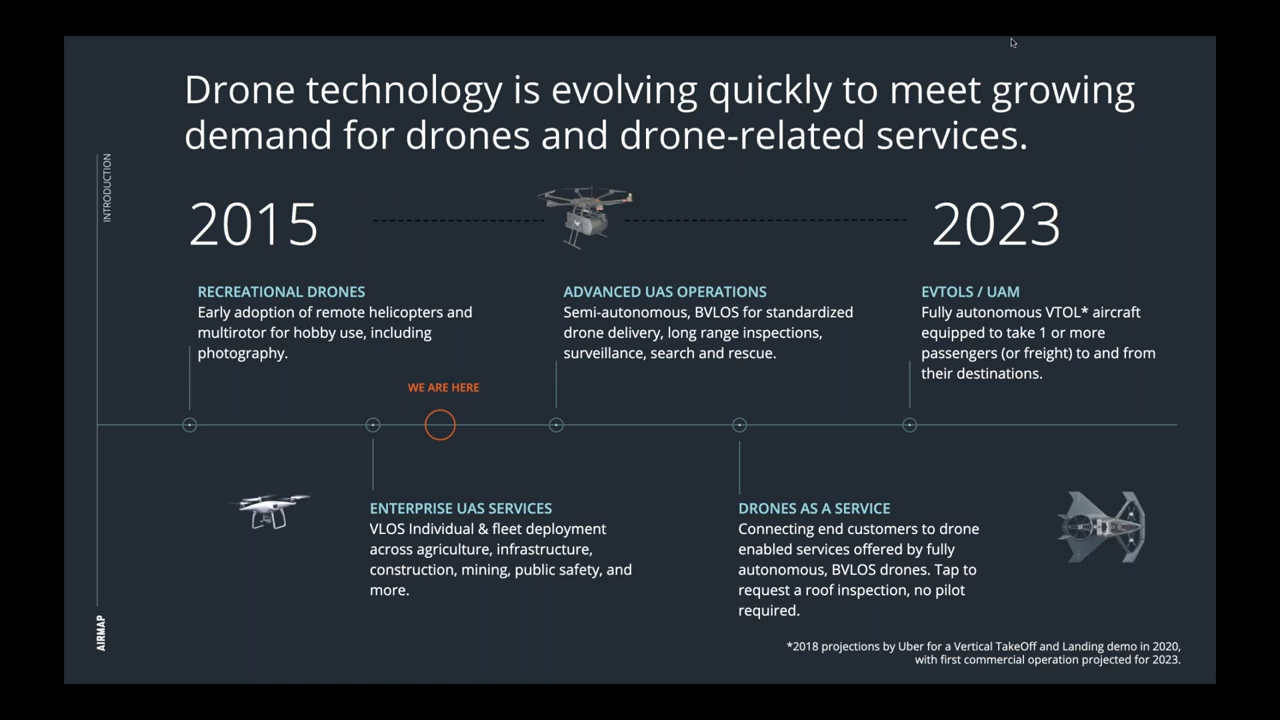 Drone technology is evolving quickly to meet growing
demand for drones and drone-related services.
INTRODUCTION
2015
2023
RECREATIONAL DRONES
Early adoption of remote helicopters and
multirotor for hobby use, including
photography.
ADVANCED UAS OPERATIONS
Semi-autonomous, BVLOS for standardized
drone delivery, long range inspections,
surveillance, search and rescue.
EVTOLS / UAM
Fully autonomous VTOL* aircraft
equipped to take 1 or more
passengers (or freight) to and from
their destinations.
WE ARE HERE
ENTERPRISE UAS SERVICES
VLOS Individual & fleet deployment
across agriculture, infrastructure,
construction, mining, public safety, and
more.
DRONES AS A SERVICE
Connecting end customers to drone
enabled services offered by fully
autonomous, BVLOS drones. Tap to
request a roof inspection, no pilot
required.
AIRMAP
*2018 projections by Uber for a Vertical TakeOff and Landing demo in 2020,
with first commercial operation projected for 2023.